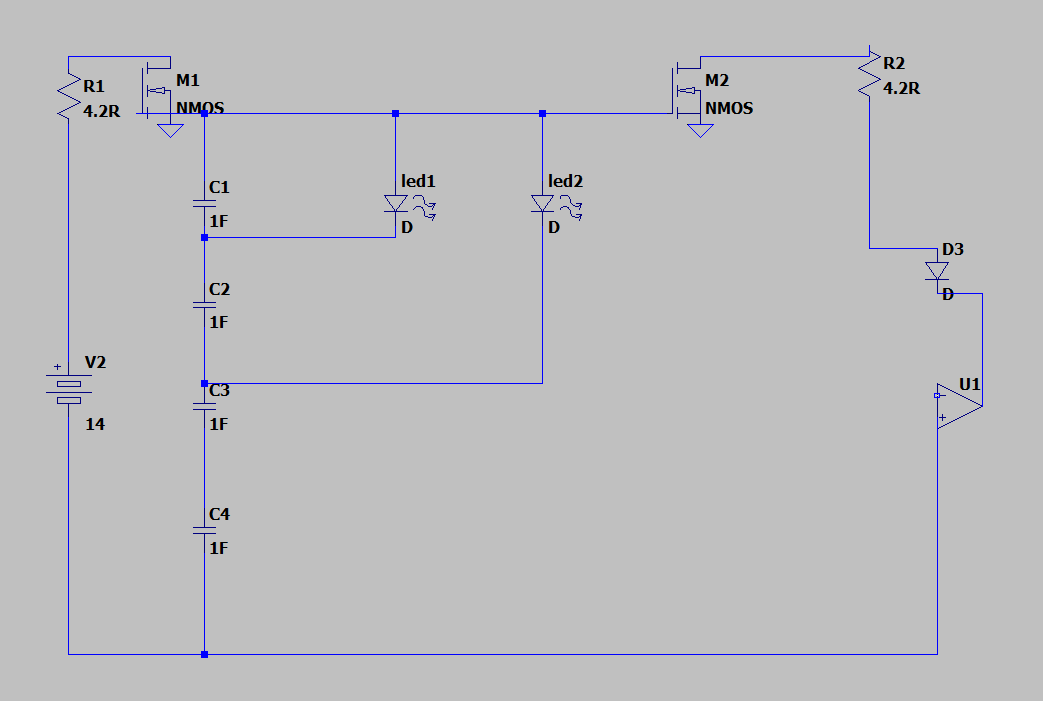 R1
4.2R
M1
NMOS
M2
NMOS
R2
4.2R
C1
1F
led1
D
led2
D
D3
D
C2
1F
V2
+
14
C3
1F
U1
+
C4
1F